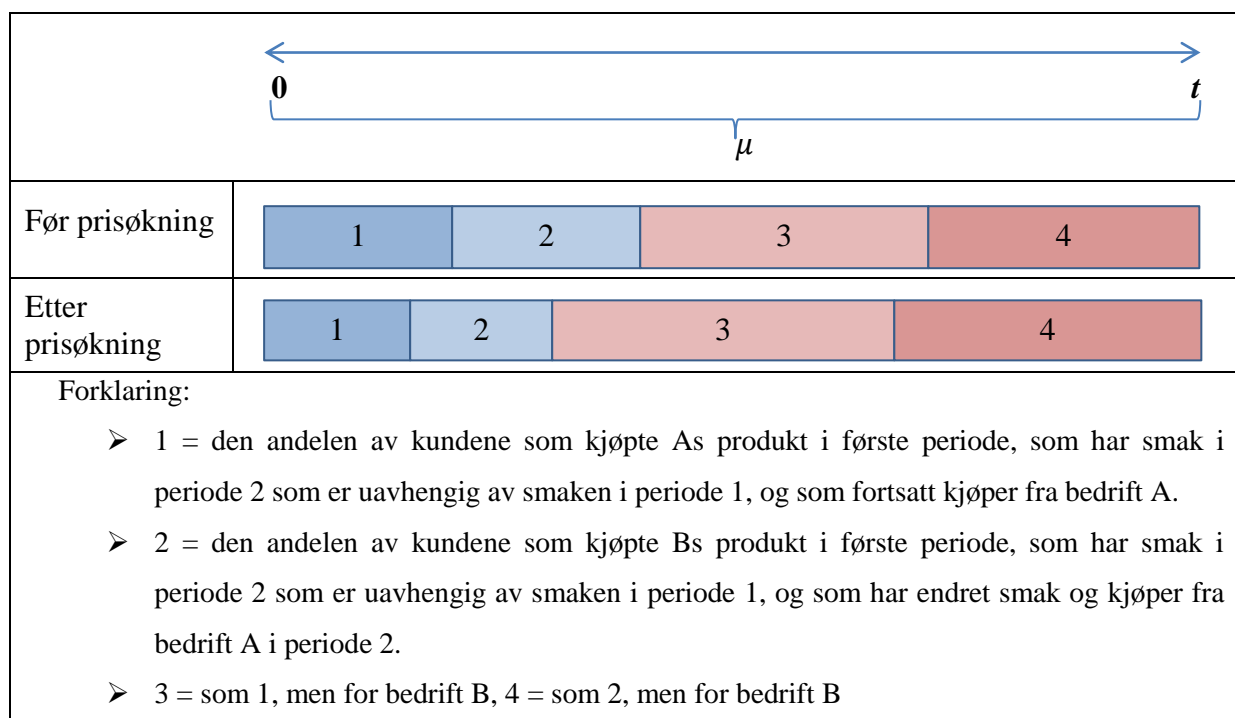 0 t
μ
Før prisøkning 1 2 3 4
Etter
prisøkning 1 2 3 4
Forklaring:
➢ 1 = den andelen av kundene som kjøpte As produkt i første periode, som har smak i
periode 2 som er uavhengig av smaken i periode 1, og som fortsatt kjøper fra bedrift A.
➢ 2 = den andelen av kundene som kjøpte Bs produkt i første periode, som har smak i
periode 2 som er uavhengig av smaken i periode 1, og som har endret smak og kjøper fra
bedrift A i periode 2.
➢ 3 = som 1, men for bedrift B, 4 = som 2, men for bedrift B